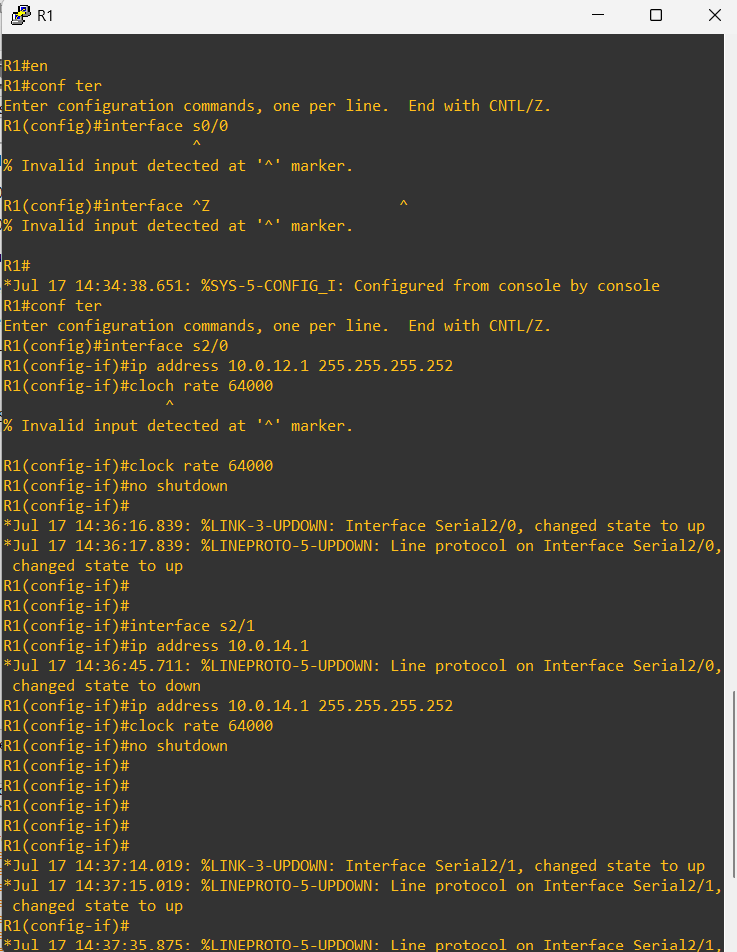 R1
R1#en
R1#conf ter
Enter configuration commands, one per line.  End with CNTL/Z.
R1(config)#interface s0/0
                     ^
% Invalid input detected at '^' marker.
R1(config)#interface ^Z                     ^
% Invalid input detected at '^' marker.
R1#
*Jul 17 14:34:38.651: %SYS-5-CONFIG_I: Configured from console by console
R1#conf ter
Enter configuration commands, one per line.  End with CNTL/Z.
R1(config)#interface s2/0
R1(config-if)#ip address 10.0.12.1 255.255.255.252
R1(config-if)#cloch rate 64000
                  ^
% Invalid input detected at '^' marker.
R1(config-if)#clock rate 64000
R1(config-if)#no shutdown
R1(config-if)#
*Jul 17 14:36:16.839: %LINK-3-UPDOWN: Interface Serial2/0, changed state to up
*Jul 17 14:36:17.839: %LINEPROTO-5-UPDOWN: Line protocol on Interface Serial2/0,
 changed state to up
R1(config-if)#
R1(config-if)#
R1(config-if)#interface s2/1
R1(config-if)#ip address 10.0.14.1
*Jul 17 14:36:45.711: %LINEPROTO-5-UPDOWN: Line protocol on Interface Serial2/0,
 changed state to down
R1(config-if)#ip address 10.0.14.1 255.255.255.252
R1(config-if)#clock rate 64000
R1(config-if)#no shutdown
R1(config-if)#
R1(config-if)#
R1(config-if)#
R1(config-if)#
R1(config-if)#
*Jul 17 14:37:14.019: %LINK-3-UPDOWN: Interface Serial2/1, changed state to up
*Jul 17 14:37:15.019: %LINEPROTO-5-UPDOWN: Line protocol on Interface Serial2/1,
 changed state to up
R1(config-if)#
*Jul 17 14:37:35.875: %LINEPROTO-5-UPDOWN: Line protocol on Interface Serial2/1,